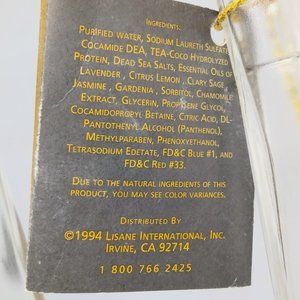 INGREDIENTS:
PURIFIED WATER, SODIUM LAURETH SULFATE
COCAMIDE DEA, TEA-COCO HYDROLYZED
PROTEIN, DEAD SEA SALTS, ESSENTIAL OILS OF
LAVENDER, CITRUS LEMON, CLARY SAGE
JASMINE, GARDENIA, SORBITOL, CHAMOMILE
EXTRACT, GLYCERIN, PROPYLENE GLYCOL,
COCAMIDOPROPYL BETAINE, CITRIC ACID, DL-
PANTOTHENYL ALCOHOL (PANTHENOL),
METHYLPARABEN, PHENOXYETHANOL,
TETRASODIUM EDETATE, FD&C BLUE #1, AND
FD&C RED #33.
DUE TO THE NATURAL INGREDIENTS OF THIS
PRODUCT, YOU MAY SEE COLOR VARIANCES.
DISTRIBUTED BY
©1994 LISANE INTERNATIONAL, INC.
IRVINE, CA 92714
1 800 766 2425